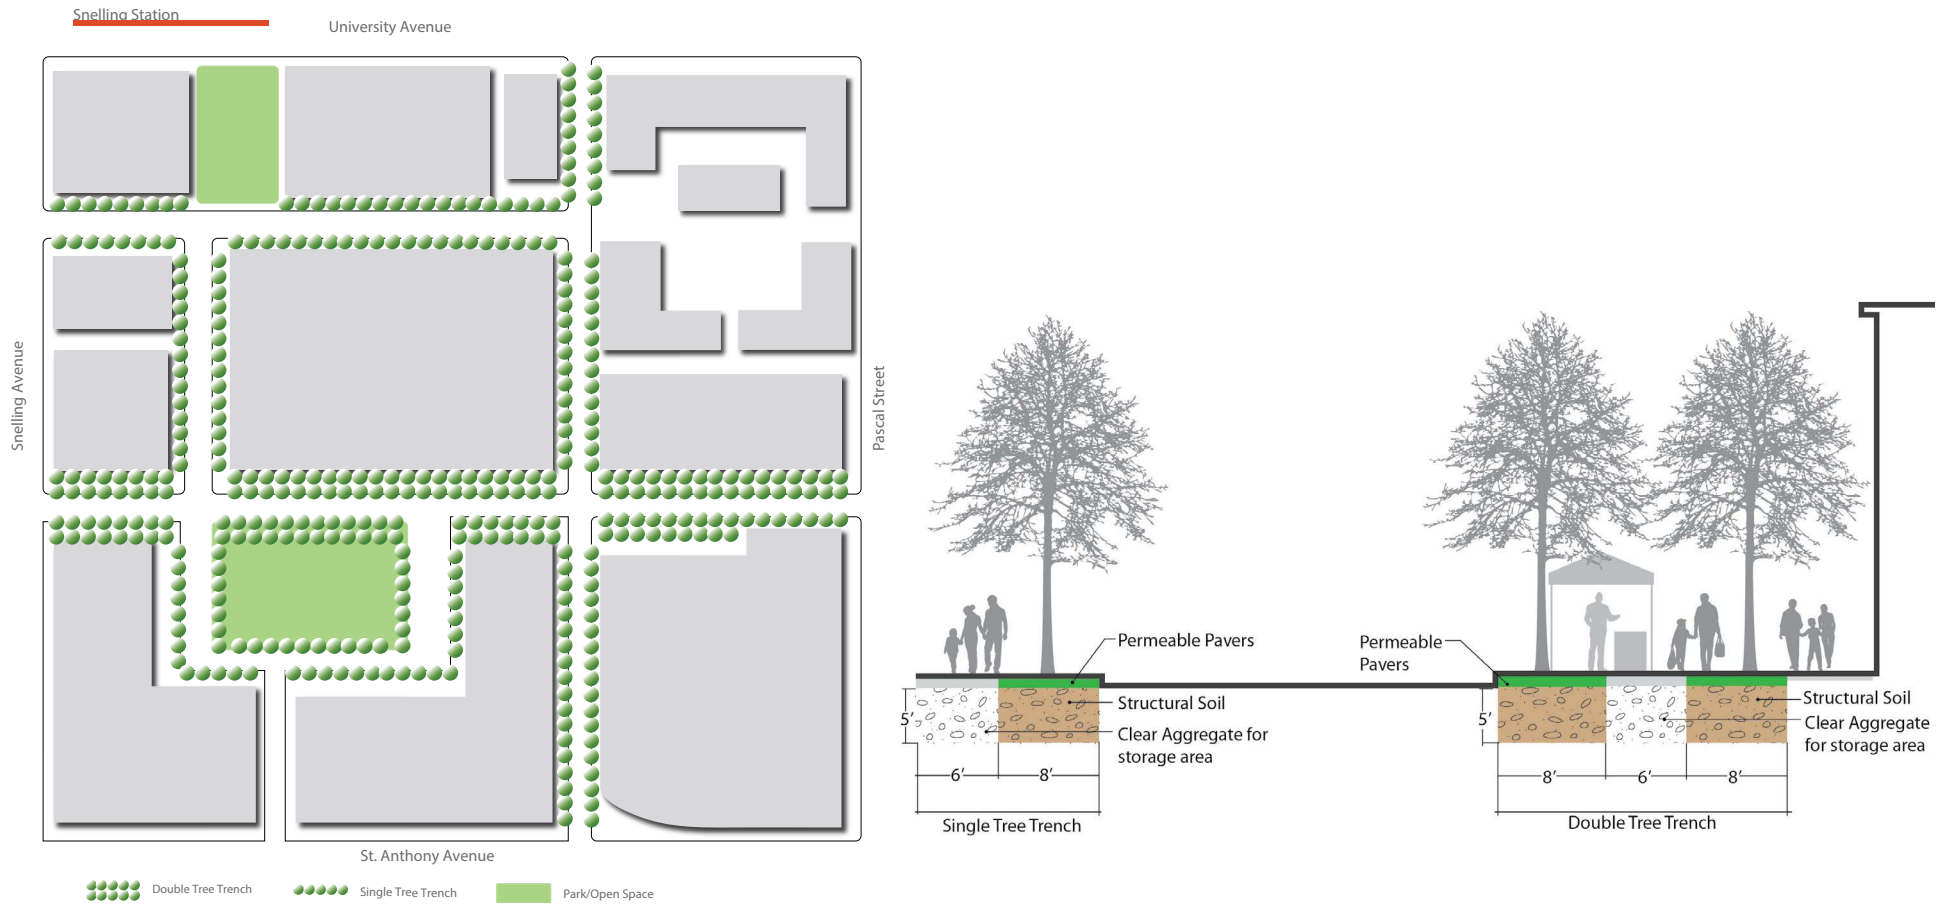 Snelling Station
University Avenue
Snelling Avenue
Pascal Street
St. Anthony Avenue
Double Tree Trench
Single Tree Trench
Park/Open Space
Permeable Pavers
Structural Soil
Clear Aggregate for
storage area
5′
6′
8′
Single Tree Trench
Permeable
Pavers
Structural Soil
Clear Aggregate
for storage area
5′
8′
6′
8′
Double Tree Trench